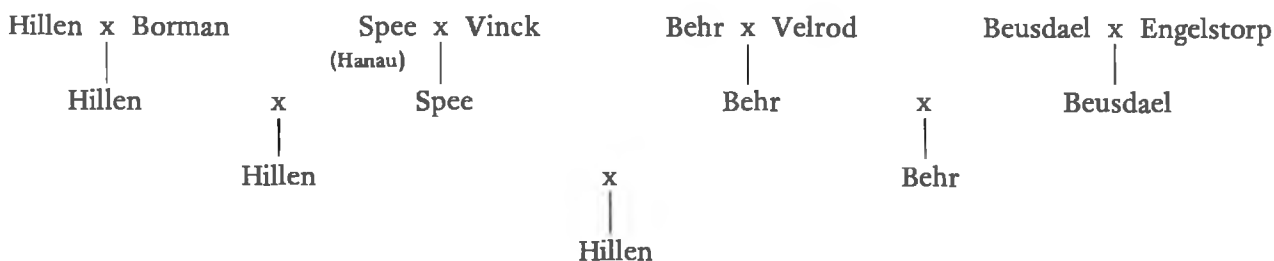 Hillen x Borman Spee x Vinck Behr x Velrod Beusdael x Engelstorp
(Hanau)
Hillen x Spee Behr x Beusdael
Hillen x Behr
Hillen